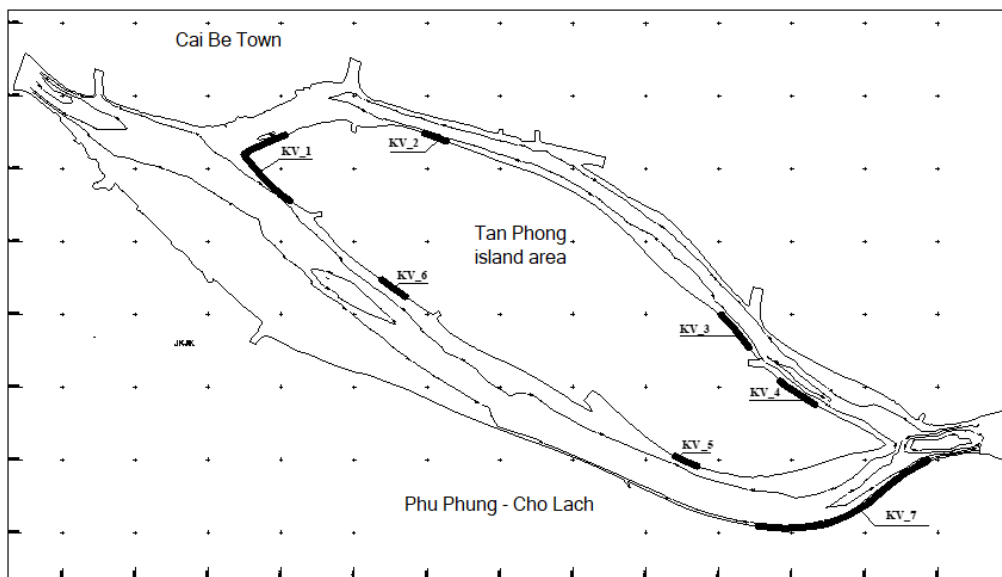 Cai Be Town
KV_1
KV_2
Tan Phong
island area
KV_6
KV_3
KV_4
KV_5
Phu Phung - Cho Lach
KV_7